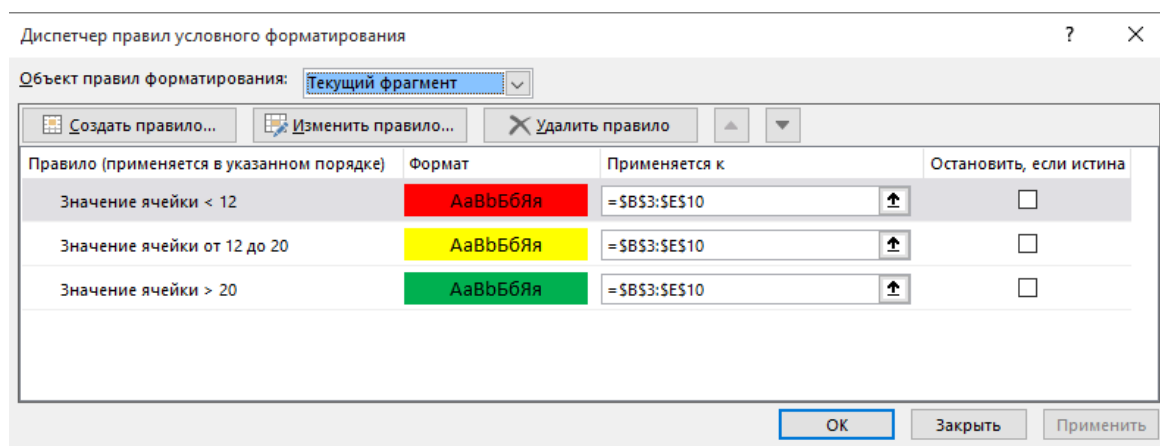 Диспетчер правил условного форматирования ?
Объект правил форматирования: Текущий фрагмент
Создать правило... Изменить правило... Удалить правило
Правило (применяется в указанном порядке) Формат Применяется к Остановить, если истина
Значение ячейки < 12 АаВbБбЯя =$B$3:$E$10
Значение ячейки от 12 до 20 АаВbБбЯя =$B$3:$E$10
Значение ячейки > 20 АаВbБбЯя =$B$3:$E$10
ОК Закрыть Применить